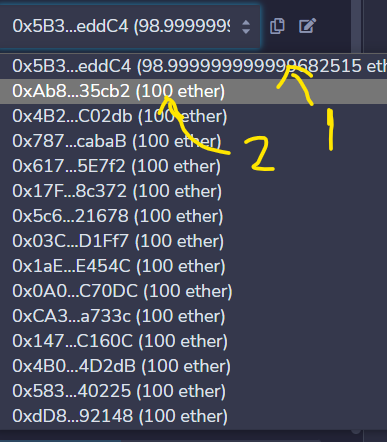 0x5B3...eddC4 (98.9999999
0x5B3...eddC4 (98.999999999999682515 eth
0xAb8...35cb2 (100 ether)
0x4B2...C02db (100 ether)
0x787...cabaB (100 ether)
0x617...5E7f2 (100 ether)
0x17F...8c372 (100 ether)
0x5c6...21678 (100 ether)
0x03C...D1Ff7 (100 ether)
0x1aE...E454C (100 ether)
0x0A0...C70DC (100 ether)
0xCA3...a733c (100 ether)
0x147...C160C (100 ether)
0x4B0...4D2dB (100 ether)
0x583...40225 (100 ether)
0xdD8...92148 (100 ether)
1
2